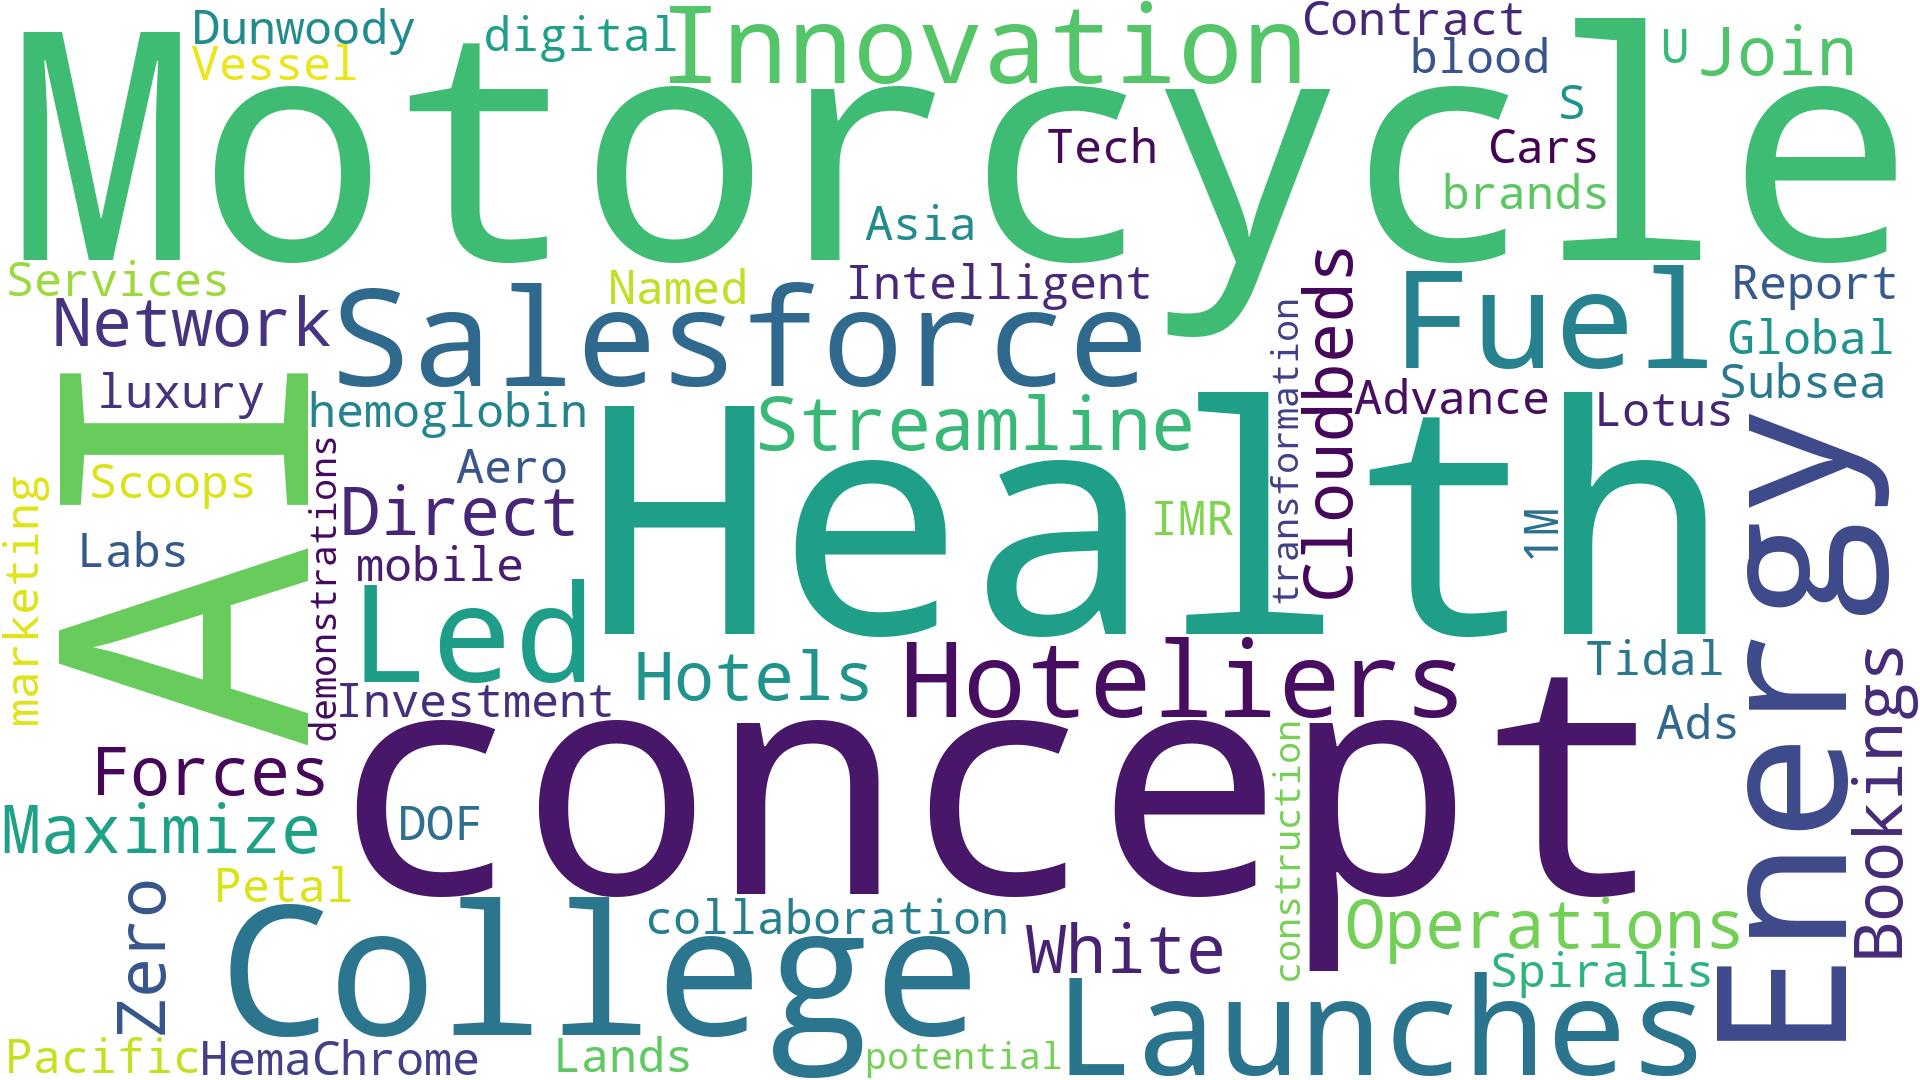 Dunwoody
digital
Innovation
Contract
blood
U
Join
Vessel
Motorcycle
S
Tech
Cars
brands
Asia
Services
Named
Intelligent
Report
Network
Salesforce
Fuel
Global
luxury
hemoglobin
Streamline
transformation
Cloudbeds
Advance
Lotus
Subsea
AI
Scoops
Aero
Health
Energy
marketing
Labs
demonstrations
Direct
IMR
1M
mobile
Led
Investment
Hotels
Hoteliers
Tidal
Ads
Bookings
Forces
concept
construction
Maximize
DOF
Petal
Zero
College
collaboration
White
Operations
Spiralis
Launches
Pacific
HemaChrome
Lands
potential